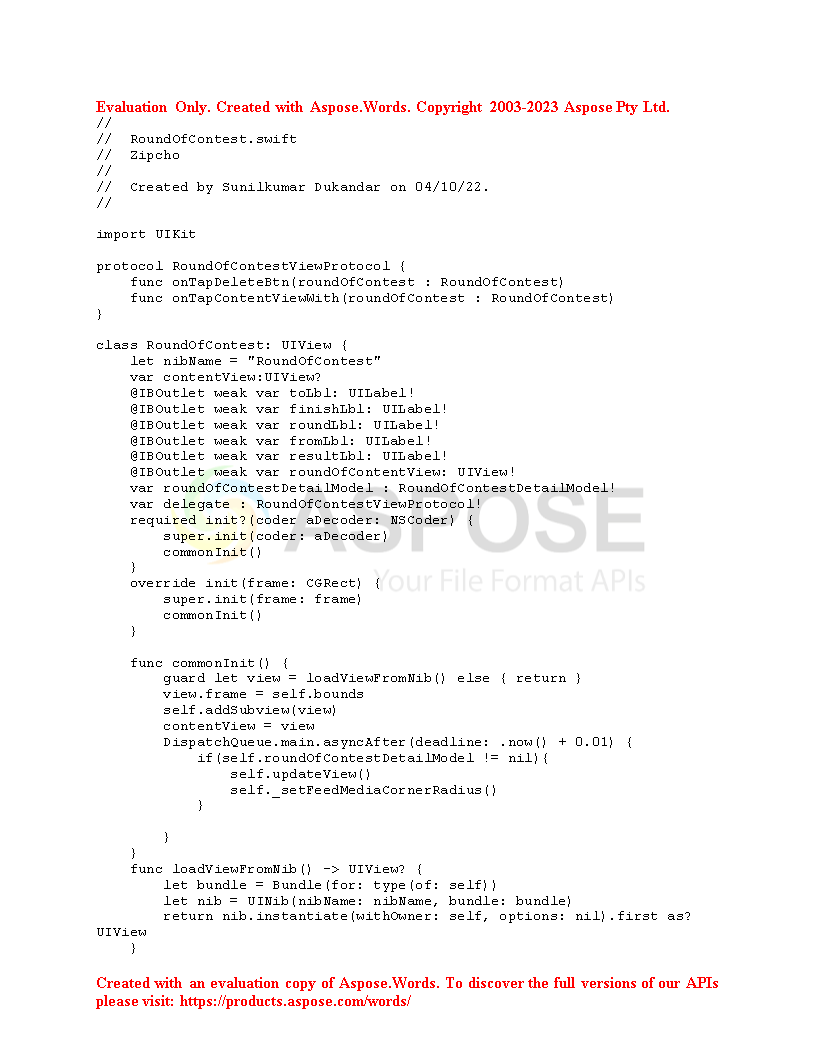 Evaluation Only. Created with Aspose.Words. Copyright 2003-2023 Aspose Pty Ltd.
//
//  RoundOfContest.swift
//  Zipcho
//
//  Created by Sunilkumar Dukandar on 04/10/22.
//

import UIKit

protocol RoundOfContestViewProtocol {
    func onTapDeleteBtn(roundOfContest : RoundOfContest)
    func onTapContentViewWith(roundOfContest : RoundOfContest)
}

class RoundOfContest: UIView {
    let nibName = "RoundOfContest"
    var contentView:UIView?
    @IBOutlet weak var toLbl: UILabel!
    @IBOutlet weak var finishLbl: UILabel!
    @IBOutlet weak var roundLbl: UILabel!
    @IBOutlet weak var fromLbl: UILabel!
    @IBOutlet weak var resultLbl: UILabel!
    @IBOutlet weak var roundOfContentView: UIView!
    var roundOfContestDetailModel : RoundOfContestDetailModel!
    var delegate : RoundOfContestViewProtocol!
    required init?(coder aDecoder: NSCoder) {
        super.init(coder: aDecoder)
        commonInit()
    }
    override init(frame: CGRect) {
        super.init(frame: frame)
        commonInit()
    }

    func commonInit() {
        guard let view = loadViewFromNib() else { return }
        view.frame = self.bounds
        self.addSubview(view)
        contentView = view
        DispatchQueue.main.asyncAfter(deadline: .now() + 0.01) {
            if(self.roundOfContestDetailModel != nil){
                self.updateView()
                self._setFeedMediaCornerRadius()
            }

        }
    }
    func loadViewFromNib() -> UIView? {
        let bundle = Bundle(for: type(of: self))
        let nib = UINib(nibName: nibName, bundle: bundle)
        return nib.instantiate(withOwner: self, options: nil).first as?
UIView
    }
ASPOSE
Your File Format APIs
Created with an evaluation copy of Aspose.Words. To discover the full versions of our APIs
please visit: https://products.aspose.com/words/